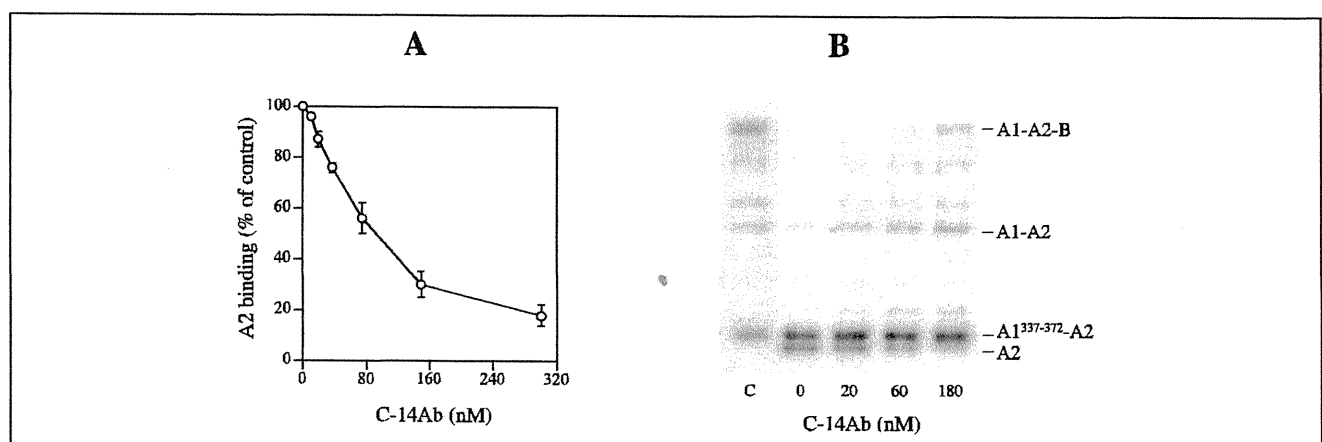 A
B
100
80
60
40
20
0
A2 binding (% of control)
0
80
160
240
320
C-14Ab (nM)
A1-A2-B
A1-A2
A1337-372-A2
A2
C
0
20
60
180
C-14Ab (nM)